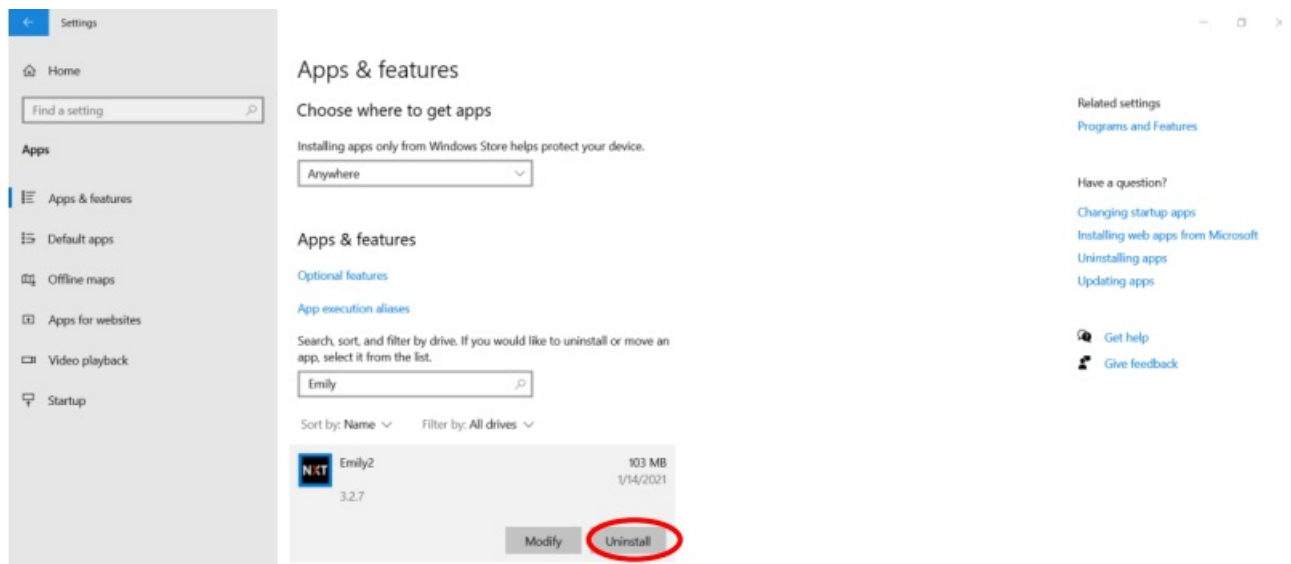 Settings
Home
Find a setting
Apps
Apps & features
Default apps
Offline maps
Apps for websites
Video playback
Startup
Apps & features
Choose where to get apps
Installing apps only from Windows Store helps protect your device.
Anywhere
Apps & features
Optional features
App execution aliases
Search, sort, and filter by drive. If you would like to uninstall or move an
app, select it from the list.
Emily
Sort by: Name Filter by: All drives
NXT
Emily2 103 MB
1/14/2021
3.2.7
Modify Uninstall
Related settings
Programs and Features
Have a question?
Changing startup apps
Installing web apps from Microsoft
Uninstalling apps
Updating apps
Get help
Give feedback